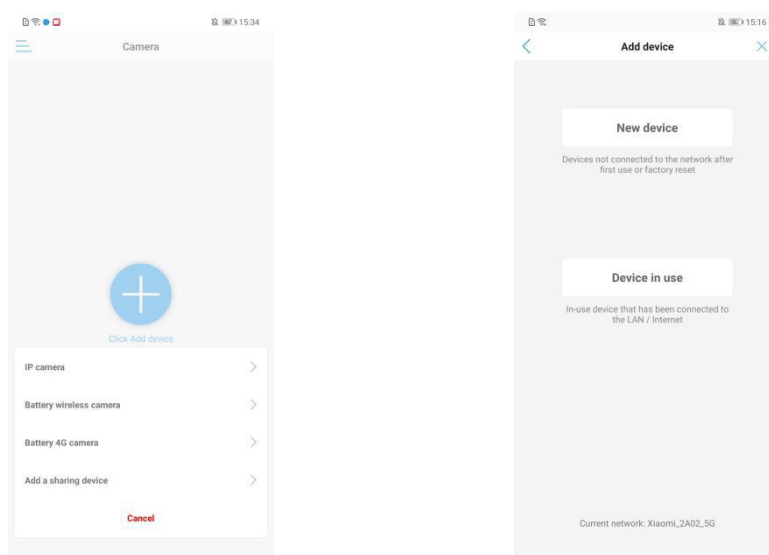 15:34
Camera
Click Add device
IP camera
Battery wireless camera
Battery 4G camera
Add a sharing device
Cancel
15:16
Add device
New device
Devices not connected to the network after
first use or factory reset
Device in use
In-use device that has been connected to
the LAN / Internet
Current network: Xiaomi_2A02_5G